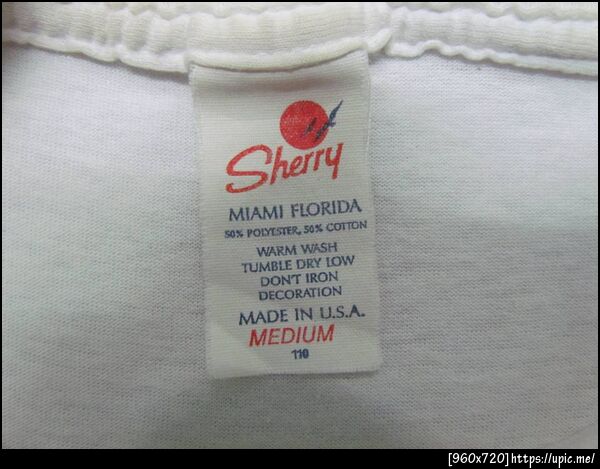 Sherry
MIAMI FLORIDA
50% POLYESTER, 50% COTTON
WARM WASH
TUMBLE DRY LOW
DON'T IRON
DECORATION
MADE IN U.S.A.
MEDIUM
110
[960x720]https://upic.me/